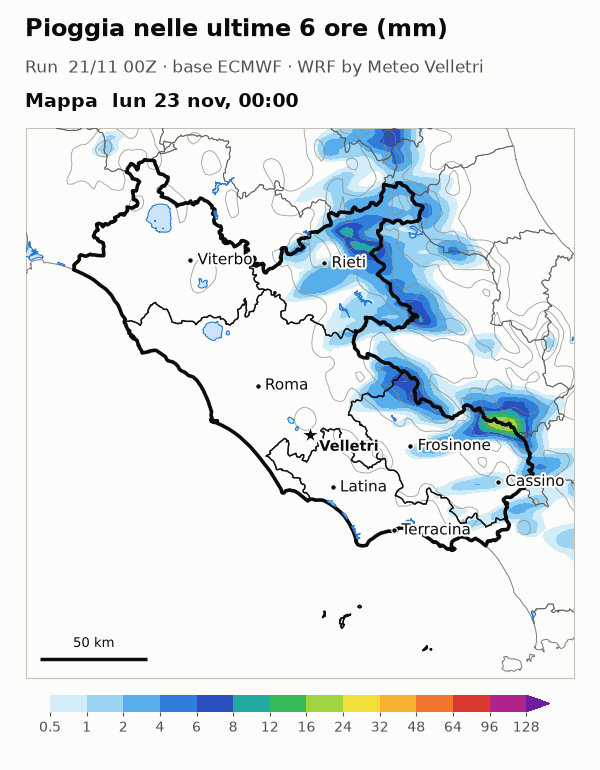 Pioggia nelle ultime 6 ore (mm)
Run  21/11 00Z · base ECMWF · WRF by Meteo Velletri
Mappa  lun 23 nov, 00:00
Viterbo
Rieti
Roma
Velletri
Frosinone
Latina
Cassino
Terracina
50 km
0.5 1 2 4 6 8 12 16 24 32 48 64 96 128